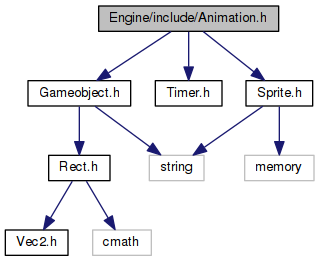 Engine/include/Animation.h
Gameobject.h
Timer.h
Sprite.h
Rect.h
string
memory
Vec2.h
cmath